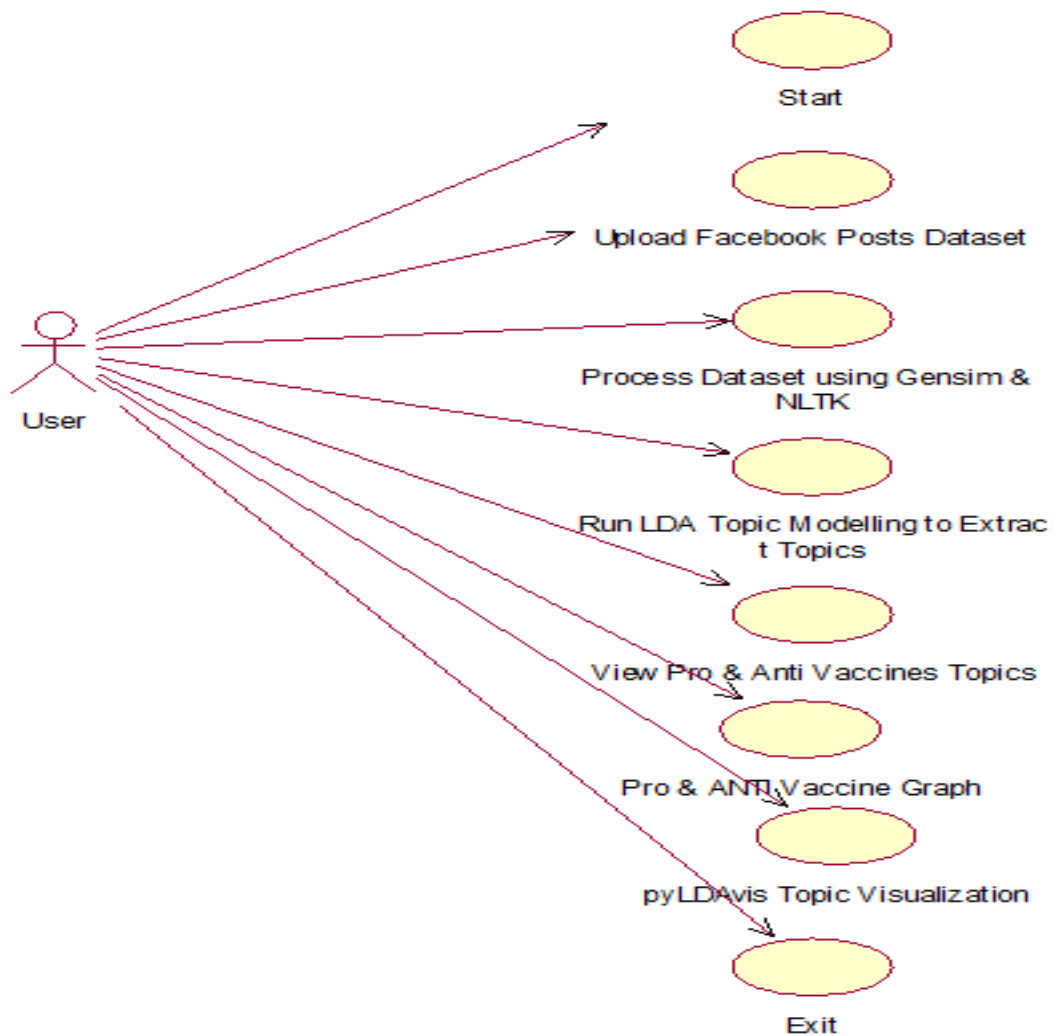 Start
Upload Facebook Posts Dataset
User
Process Dataset using Gensim &
NLTK
Run LDA Topic Modelling to Extrac
t Topics
View Pro & Anti Vaccines Topics
Pro & ANTI Vaccine Graph
pyLDAvis Topic Visualization
Exit